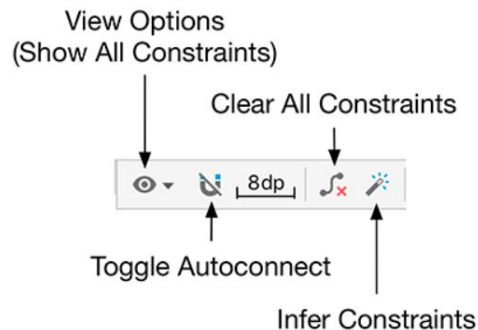 View Options
(Show All Constraints)
Clear All Constraints
8dp
Toggle Autoconnect
Infer Constraints